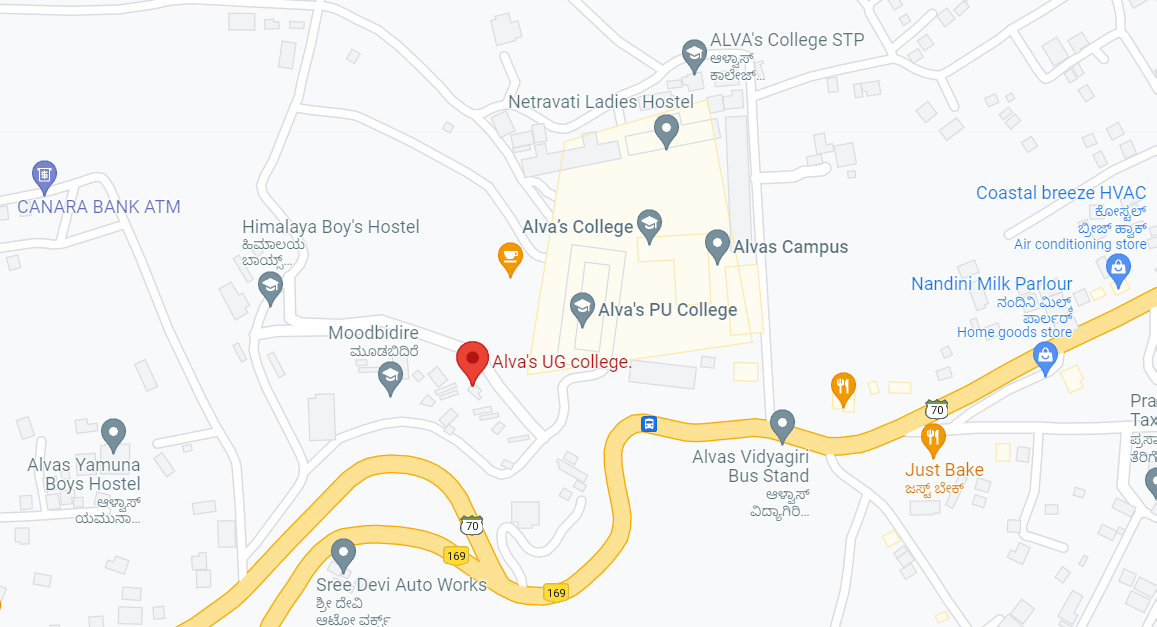 ALVA's College STP
ಆಳ್ವಾಸ್
ಕಾಲೇಜ್...
Netravati Ladies Hostel
CANARA BANK ATM
Coastal breeze HVAC
ಕೋಸ್ಟಲ್
ಬ್ರೀಜ್ ಹ್ವಾಕ್
Air conditioning store
Himalaya Boy's Hostel
ಹಿಮಾಲಯ
ಬಾಯ್ಸ್...
Alva's College
Alvas Campus
Nandini Milk Parlour
ನಂದಿನಿ ಮಿಲ್ಕ್
ಪಾರ್ಲರ್
Home goods store
Alva's PU College
Moodbidire
ಮೂಡಬಿದಿರೆ
Alva's UG college.
70
Pra
Tax
ಪ್ರಸಾ
ತೆರಿಗೆ
Alvas Yamuna
Boys Hostel
ಆಳ್ವಾಸ್
ಯಮುನಾ...
Alvas Vidyagiri
Bus Stand
ಆಳ್ವಾಸ್
ವಿದ್ಯಾಗಿರಿ...
Just Bake
ಜಸ್ಟ್ ಬೇಕ್
70
169
169
Sree Devi Auto Works
ಶ್ರೀ ದೇವಿ
ಆಟೋ ವರ್ಕ್ಸ್